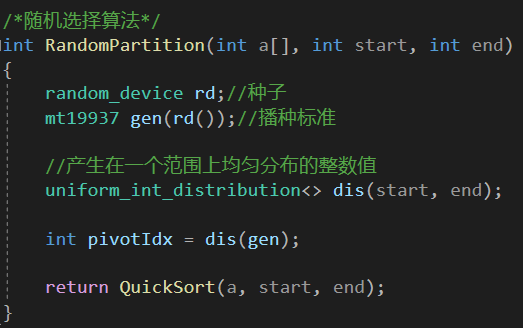 /*随机选择算法*/
int RandomPartition(int a[], int start, int end)
{
random_device rd;//种子
mt19937 gen(rd());//播种标准
//产生在一个范围上均匀分布的整数值
uniform_int_distribution<> dis(start, end);
int pivotIdx = dis(gen);
return QuickSort(a, start, end);
}